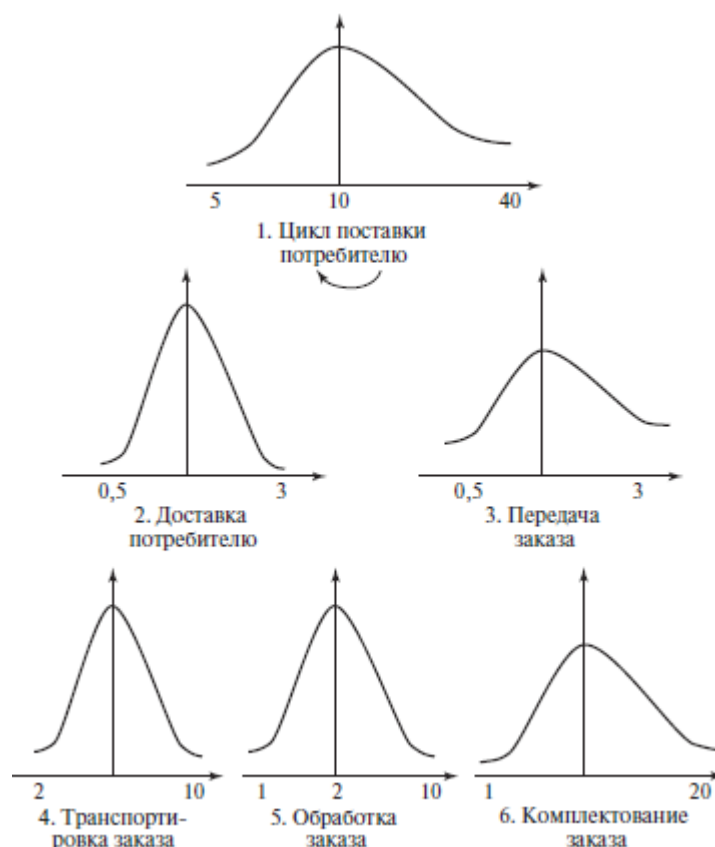 5 10 40
1. Цикл поставки
потребителю
0,5 3
2. Доставка
потребителю
0,5 3
3. Передача
заказа
2 10
4. Транспорти-
ровка заказа
1 2 10
5. Обработка
заказа
1 20
6. Комплектование
заказа